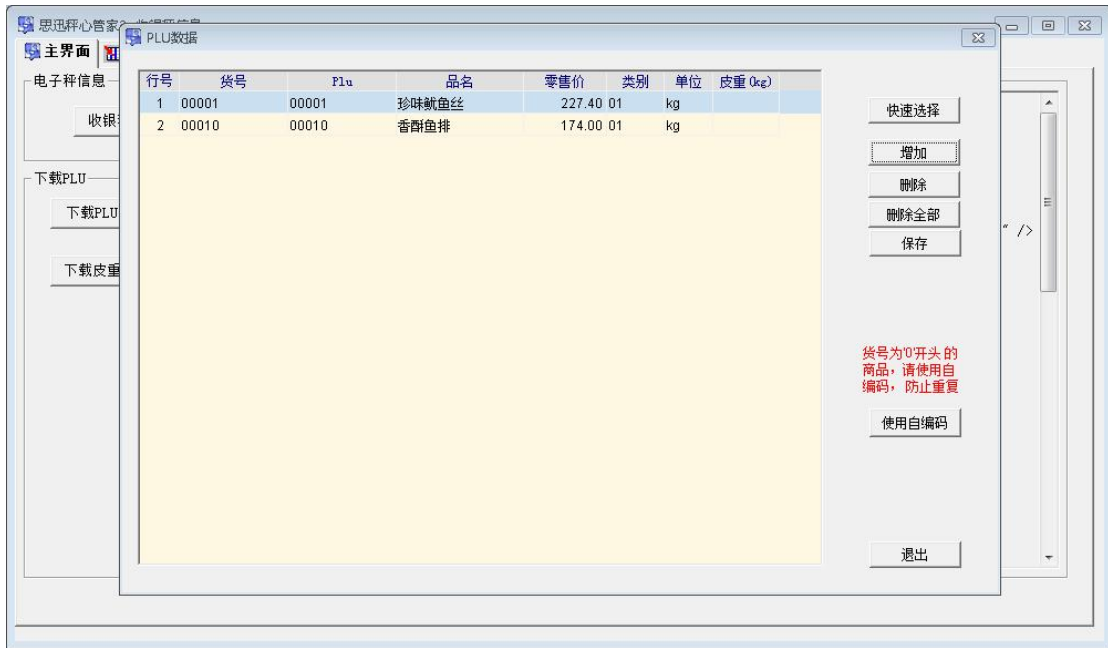 思迅秤心管家
PLU数据
主界面
电子秤信息
收银
下载PLU
下载PLU
下载皮重
行号 货号 Plu 品名 零售价 类别 单位 皮重(kg)
1 00001 00001 珍味鱿鱼丝 227.40 01 kg
2 00010 00010 香酥鱼排 174.00 01 kg
快速选择
增加
删除
删除全部
保存
" />
货号为'0'开头的
商品,请使用自
编码,防止重复
使用自编码
退出